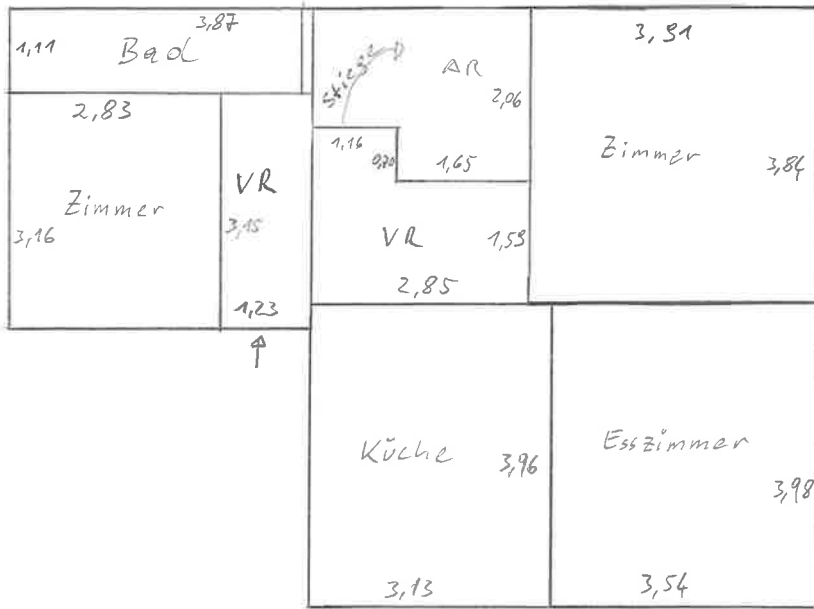 3,87
1,11
Bad
2,83
Zimmer
3,16
VR
3,15
1,23
Stiege
AR
2,06
1,16
0,70
1,65
VR
1,59
2,85
3,91
Zimmer
3,84
Küche
3,96
3,13
Esszimmer
3,98
3,54